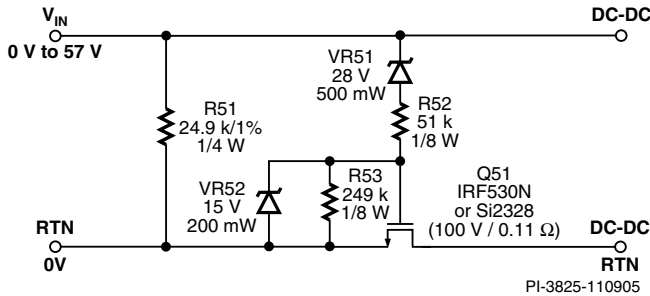 V_IN
DC-DC
0 V to 57 V
VR51
28 V
500 mW
R51
24.9 k/1%
1/4 W
R52
51 k
1/8 W
VR52
15 V
200 mW
R53
249 k
1/8 W
Q51
IRF530N
or Si2328
(100 V / 0.11 Ω)
RTN
0V
DC-DC
RTN
PI-3825-110905